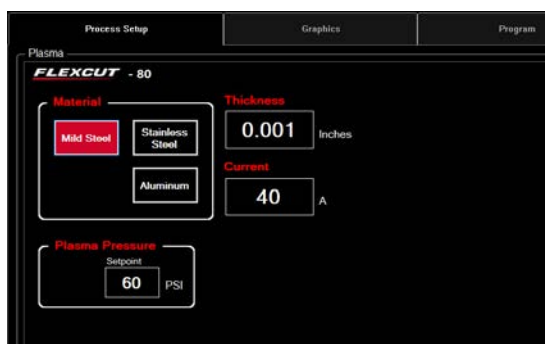 Process Setup
Graphics
Program
Plasma
FLEXCUT - 80
Material
Mild Steel
Stainless
Steel
Aluminum
Thickness
0.001 Inches
Current
40 A
Plasma Pressure
Setpoint
60 PSI